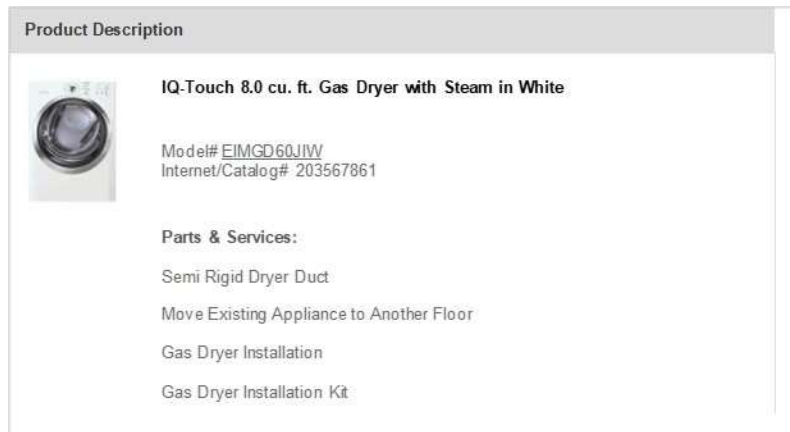 Product Description
IQ-Touch 8.0 cu. ft. Gas Dryer with Steam in White
Model# EIMGD60JIW
Internet/Catalog# 203567861
Parts & Services:
Semi Rigid Dryer Duct
Move Existing Appliance to Another Floor
Gas Dryer Installation
Gas Dryer Installation Kit